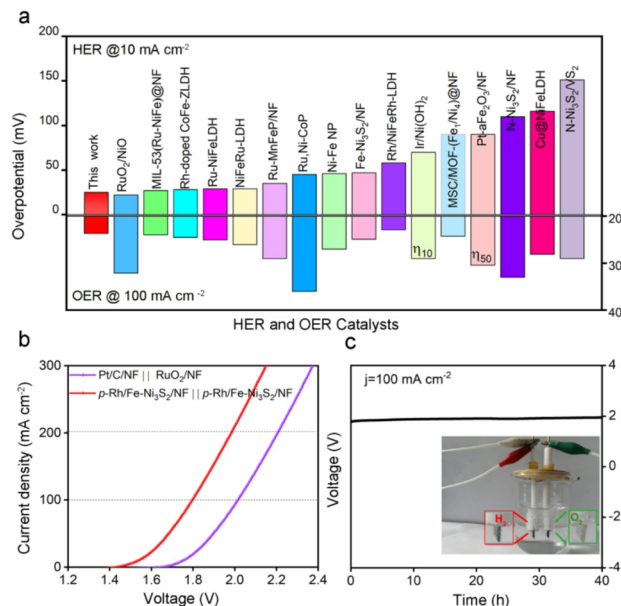 a
HER @10 mA cm⁻²
200
150
100
50
0
Overpotential (mV)
This work
RuO₂/NiO
MIL-53(Ru-NiFe)@NF
Rh-doped CoFe-ZLDH
Ru-NiFeLDH
NiFeRu-LDH
Ru-MnFeP/NF
Ru,Ni-CoP
Ni-Fe NP
Fe-Ni₃S₂/NF
Rh/NiFeRh-LDH
Ir/Ni(OH)₂
MSC/MOF-(Fe₁/Ni₄)@NF
Pt-aFe₂O₃/NF
N-Ni₃S₂/NF
Cu@NiFeLDH
N-Ni₃S₂/VS₂
20
30
40
η₁₀
η₅₀
OER @ 100 mA cm⁻²
HER and OER Catalysts
b
300
200
100
0
Current density (mA cm⁻²)
Pt/C/NF || RuO₂/NF
p-Rh/Fe-Ni₃S₂/NF || p-Rh/Fe-Ni₃S₂/NF
1.2 1.4 1.6 1.8 2.0 2.2 2.4
Voltage (V)
c
j=100 mA cm⁻²
4
2
0
-2
-4
Voltage (V)
H₂
O₂
0 10 20 30 40
Time (h)